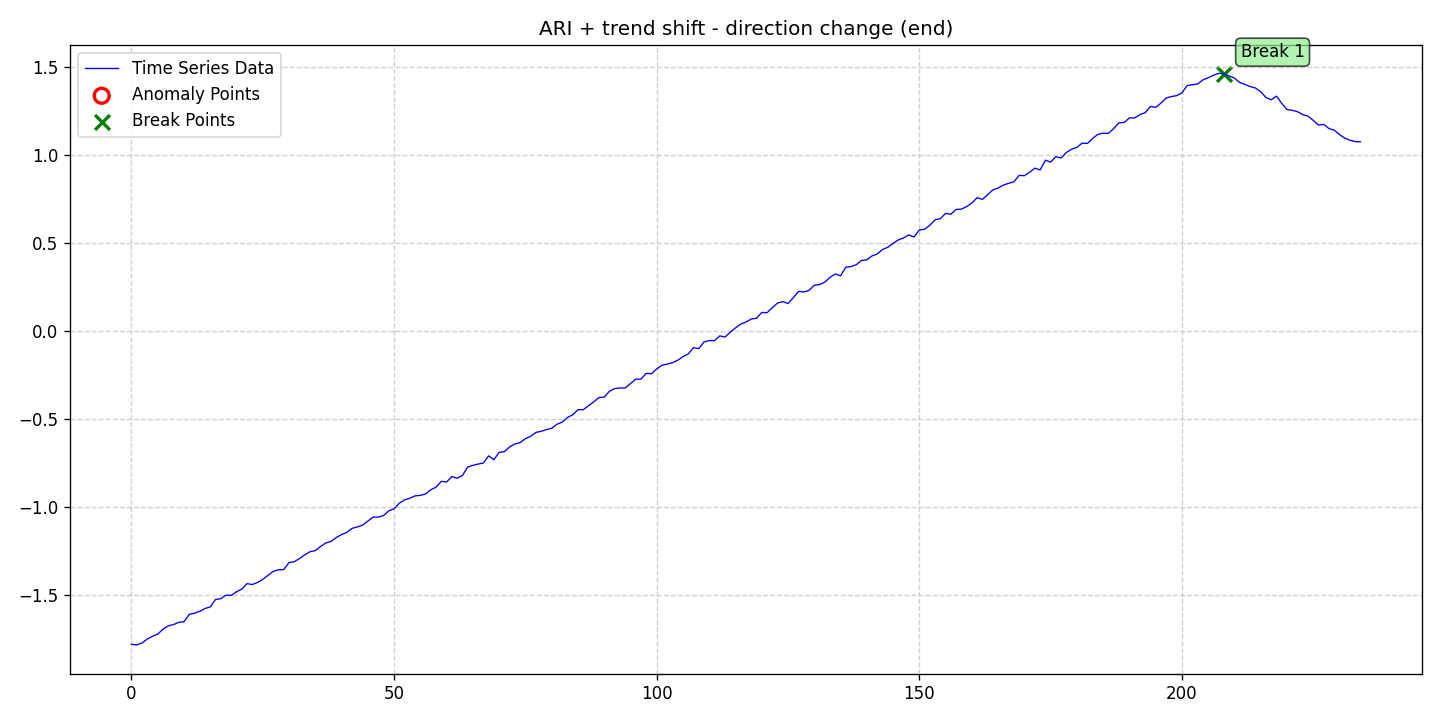 ARI + trend shift - direction change (end)
Break 1
Time Series Data
Anomaly Points
Break Points
1.5
1.0
0.5
0.0
−0.5
−1.0
−1.5
0
50
100
150
200